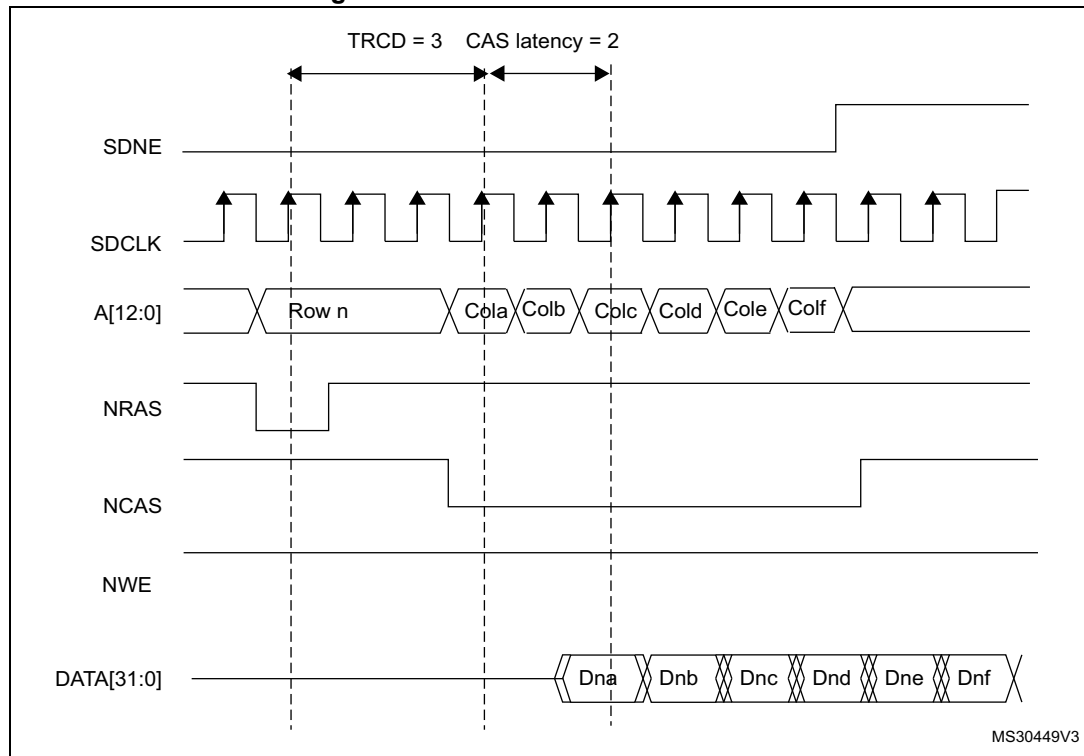 TRCD = 3 CAS latency = 2
SDNE
SDCLK
A[12:0] Row n Cola Colb Colc Cold Cole Colf
NRAS
NCAS
NWE
DATA[31:0] Dna Dnb Dnc Dnd Dne Dnf
MS30449V3